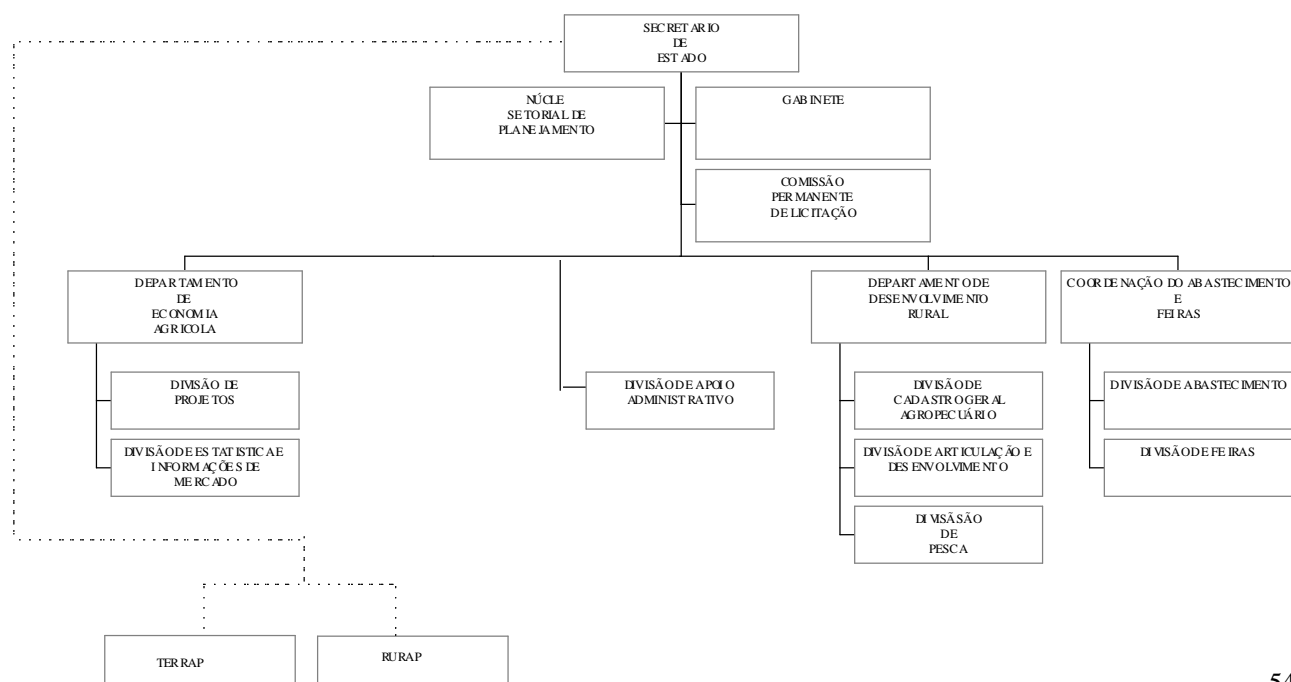 SECRETARIO
DE
ESTADO
NÚCLE
SETORIAL DE
PLANEJAMENTO
GABINETE
COMISSÃO
PERMANENTE
DE LICITAÇÃO
DEPARTAMENTO
DE
ECONOMIA
AGRICOLA
DEPARTAMENTO DE
DESENVOLVIMENTO
RURAL
COORDENAÇÃO DO ABASTECIMENTO
E
FEIRAS
DIVISÃO DE
PROJETOS
DIVISÃO DE ESTATISTICA E
INFORMAÇÕES DE
MERCADO
DIVISÃO DE APOIO
ADMINISTRATIVO
DIVISÃO DE
CADASTRO GERAL
AGROPECUÁRIO
DIVISÃO DE ARTICULAÇÃO E
DESENVOLVIMENTO
DIVISÃSÃO
DE
PESCA
DIVISÃO DE ABASTECIMENTO
DIVISÃO DE FEIRAS
TERRAP
RURAP
54